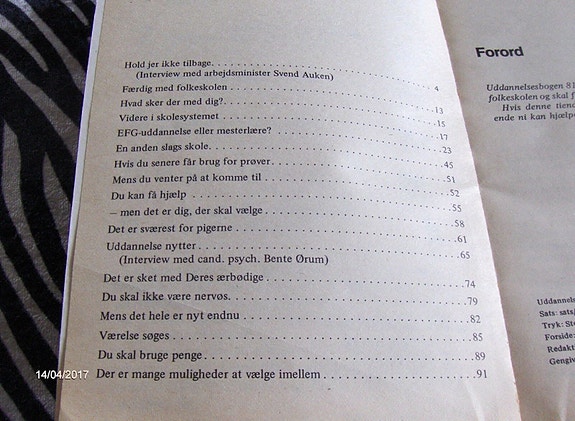 Hold jer ikke tilbage. . . . . . . . . . . . . . . . . . . . . . . . . . . 4
(Interview med arbejdsminister Svend Auken)
Færdig med folkeskolen . . . . . . . . . . . . . . . . . . . . . . . . 13
Hvad sker der med dig? . . . . . . . . . . . . . . . . . . . . . . . . 15
Videre i skolesystemet . . . . . . . . . . . . . . . . . . . . . . . . 17
EFG-uddannelse eller mesterlære? . . . . . . . . . . . . . . . . . 23
En anden slags skole. . . . . . . . . . . . . . . . . . . . . . . . . . 45
Hvis du senere får brug for prøver . . . . . . . . . . . . . . . . . 51
Mens du venter på at komme til . . . . . . . . . . . . . . . . . . 52
Du kan få hjælp . . . . . . . . . . . . . . . . . . . . . . . . . . . . 55
– men det er dig, der skal vælge . . . . . . . . . . . . . . . . . . 58
Det er sværest for pigerne . . . . . . . . . . . . . . . . . . . . . . 61
Uddannelse nytter . . . . . . . . . . . . . . . . . . . . . . . . . . . 65
(Interview med cand. psych. Bente Ørum)
Det er sket med Deres ærbødige . . . . . . . . . . . . . . . . . . 74
Du skal ikke være nervøs. . . . . . . . . . . . . . . . . . . . . . . 79
Mens det hele er nyt endnu . . . . . . . . . . . . . . . . . . . . . 82
Værelse søges . . . . . . . . . . . . . . . . . . . . . . . . . . . . . 85
Du skal bruge penge . . . . . . . . . . . . . . . . . . . . . . . . . . 89
Der er mange muligheder at vælge imellem . . . . . . . . . . . 91
14/04/2017
Forord
Uddannelsesbogen 81
folkeskolen og skal f
Hvis denne tiend
ende ni kan hjælpe
Uddannels
Sats: sats/
Tryk: Ste
Forside:
Redakt
Gengiv